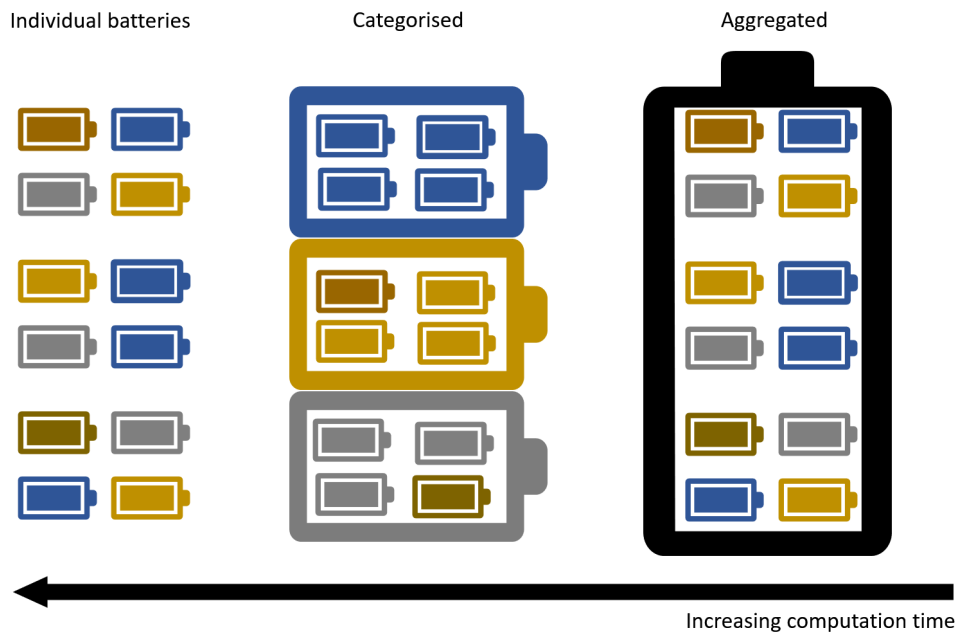 Individual batteries
Categorised
Aggregated
Increasing computation time